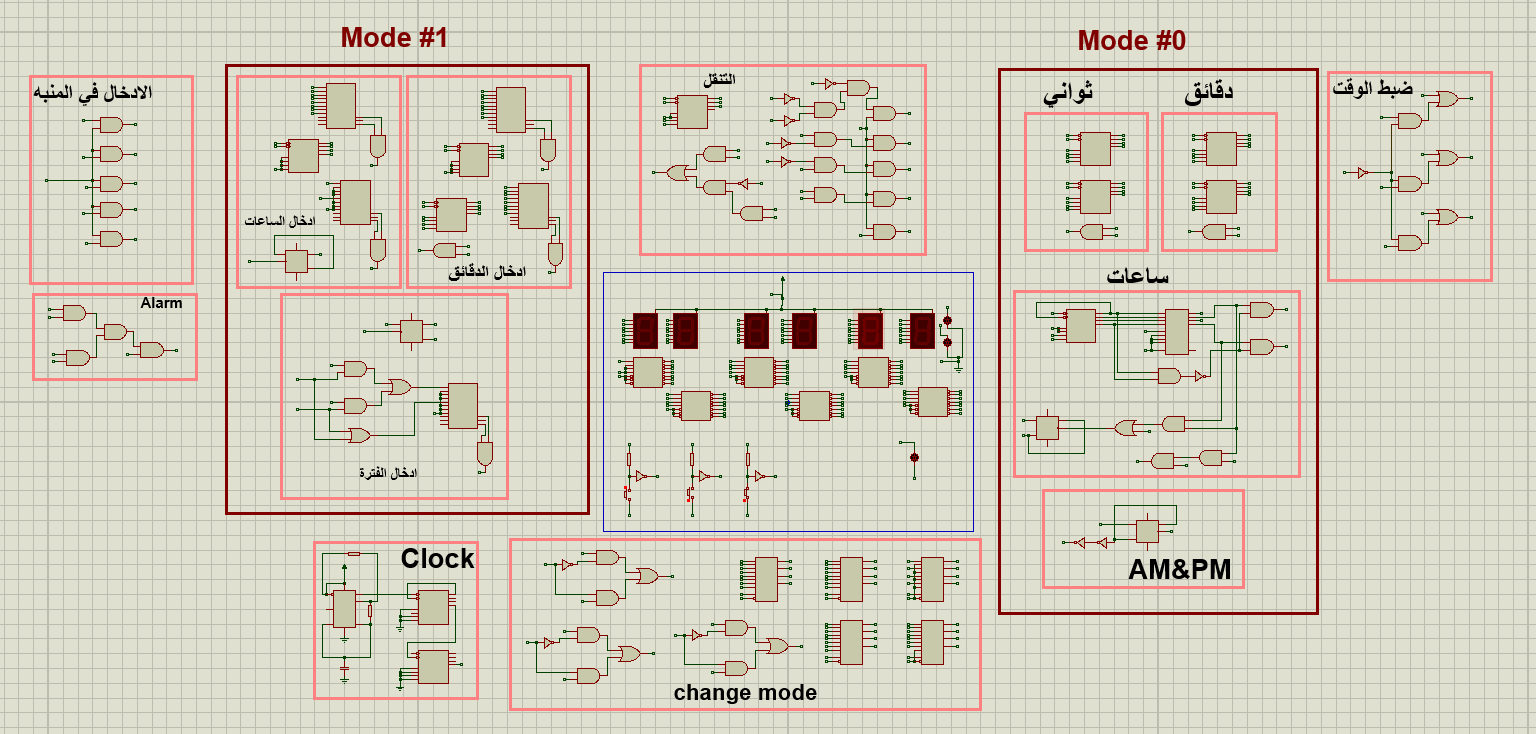 Mode #1
Mode #0
الادخال في المنبه
التنقل
ثواني
دقائق
ضبط الوقت
ادخال الساعات
ادخال الدقائق
ساعات
Alarm
ادخال الفترة
Clock
AM&PM
change mode